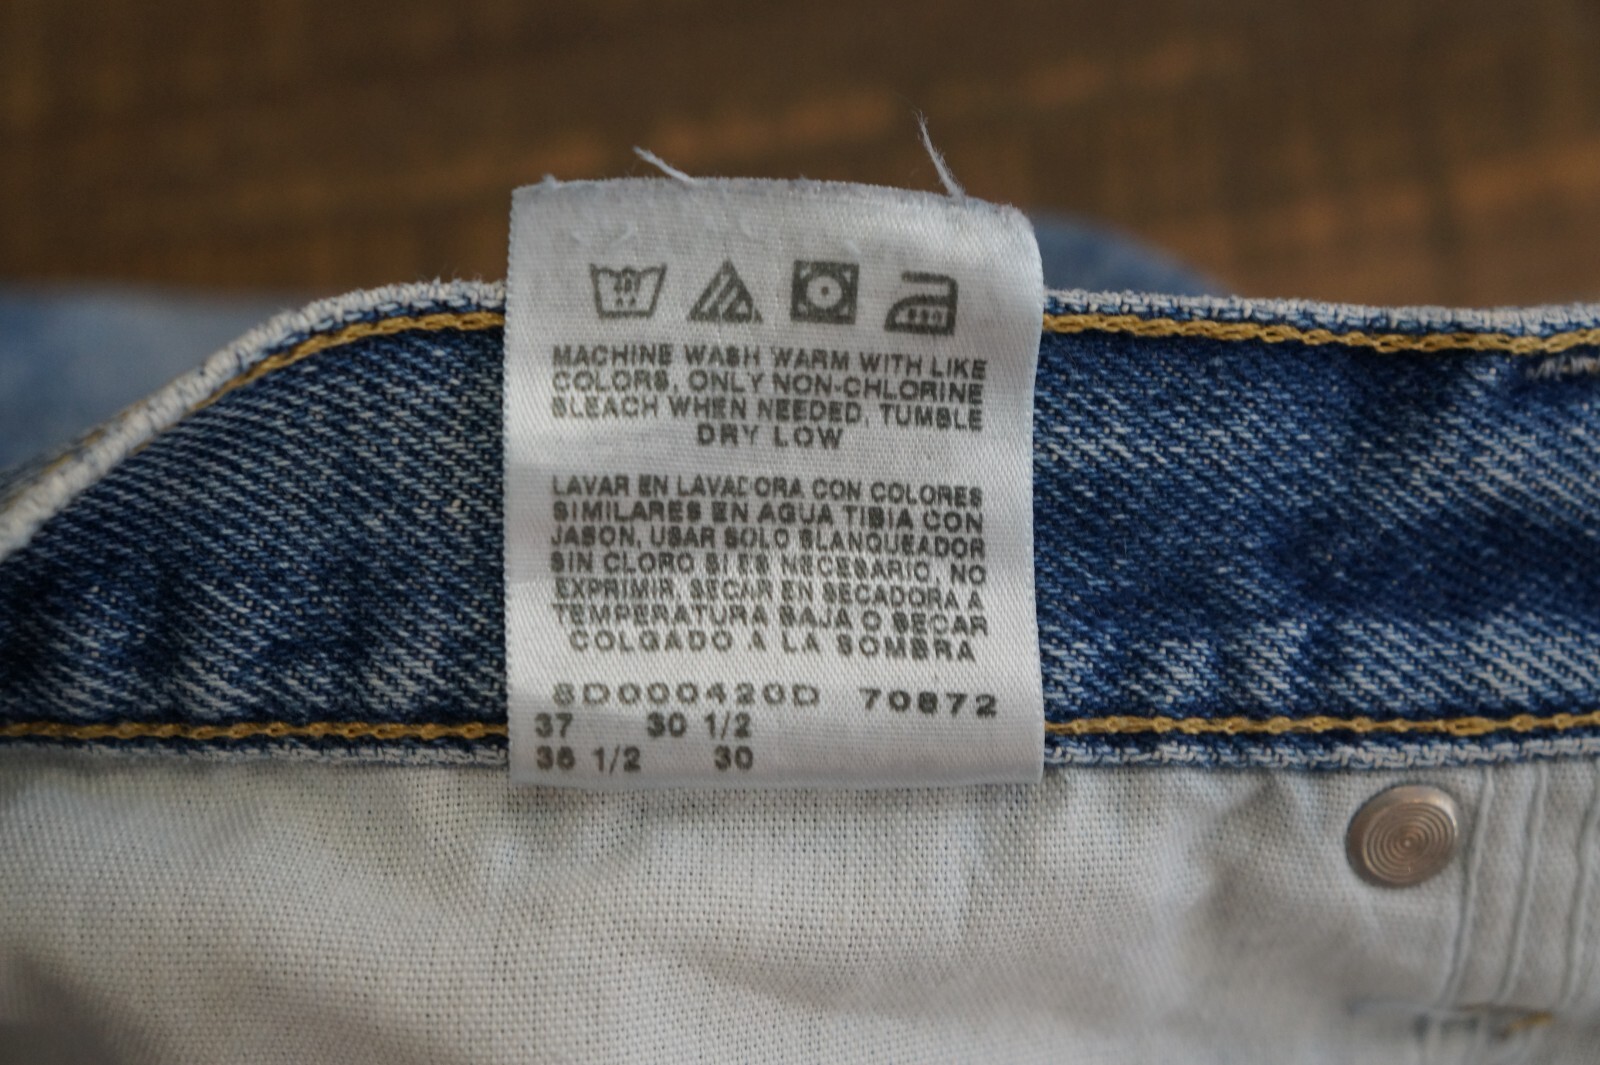 MACHINE WASH WARM WITH LIKE
COLORS, ONLY NON-CHLORINE
BLEACH WHEN NEEDED, TUMBLE
DRY LOW
LAVAR EN LAVADORA CON COLORES
SIMILARES EN AGUA TIBIA CON
JASON, USAR SOLO BLANQUEADOR
SIN CLORO SI ES NECESARIO, NO
EXPRIMIR, SECAR EN SECADORA A
TEMPERATURA BAJA O SECAR
COLGADO A LA SOMBRA
SD000420D 70872
37 30 1/2
36 1/2 30